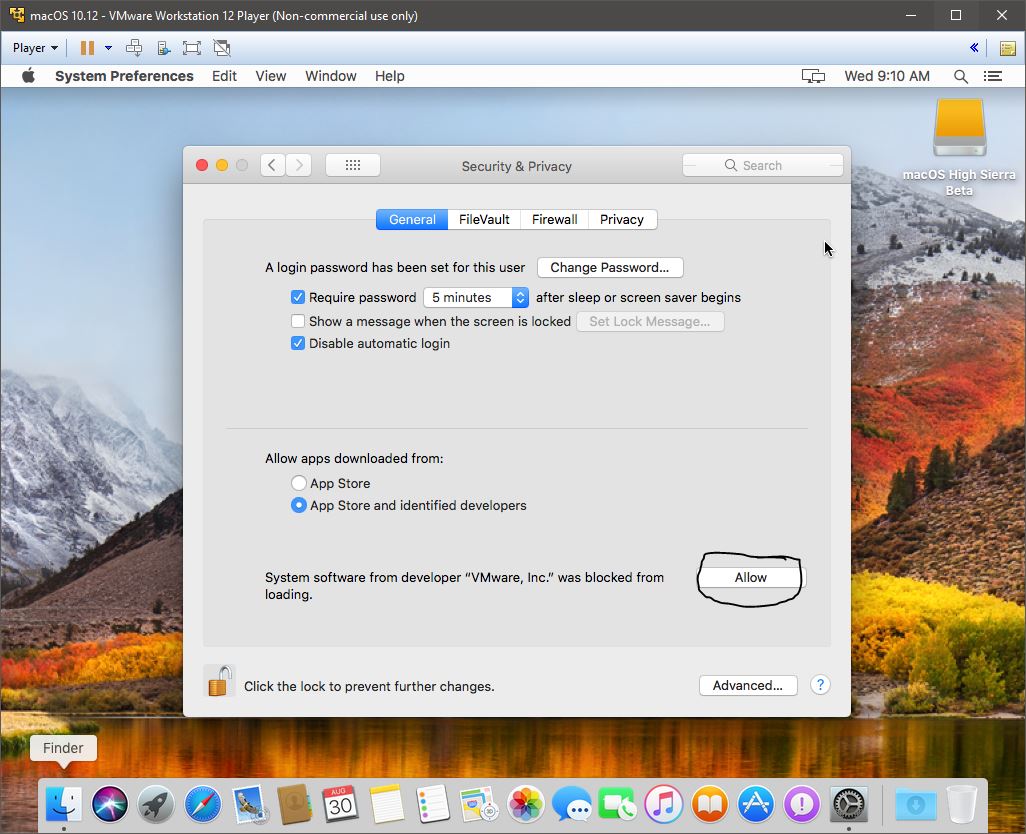 macOS 10.12 - VMware Workstation 12 Player (Non-commercial use only)
Player
System Preferences Edit View Window Help Wed 9:10 AM
macOS High Sierra
Beta
Security & Privacy
Search
General FileVault Firewall Privacy
A login password has been set for this user Change Password...
Require password 5 minutes after sleep or screen saver begins
Show a message when the screen is locked Set Lock Message...
Disable automatic login
Allow apps downloaded from:
App Store
App Store and identified developers
System software from developer “VMware, Inc.” was blocked from
loading.
Allow
Click the lock to prevent further changes.
Advanced...
?
Finder
AUG
30